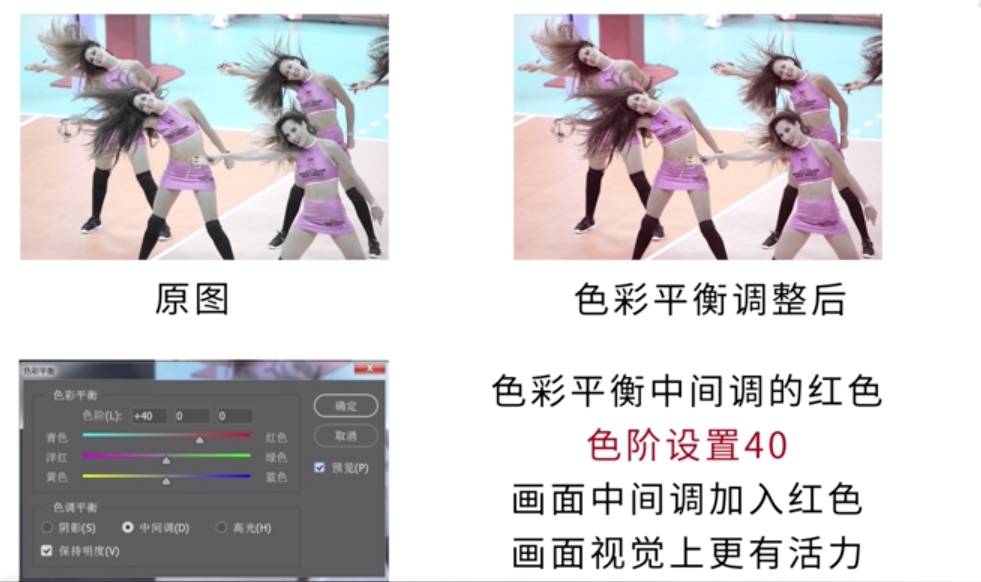 原图
色彩平衡调整后
色彩平衡
色彩平衡
色阶(L): +40 0 0
青色 红色
洋红 绿色
黄色 蓝色
确定
取消
预览(P)
色调平衡
阴影(S) 中间调(D) 高光(H)
保持明度(V)
色彩平衡中间调的红色
色阶设置40
画面中间调加入红色
画面视觉上更有活力